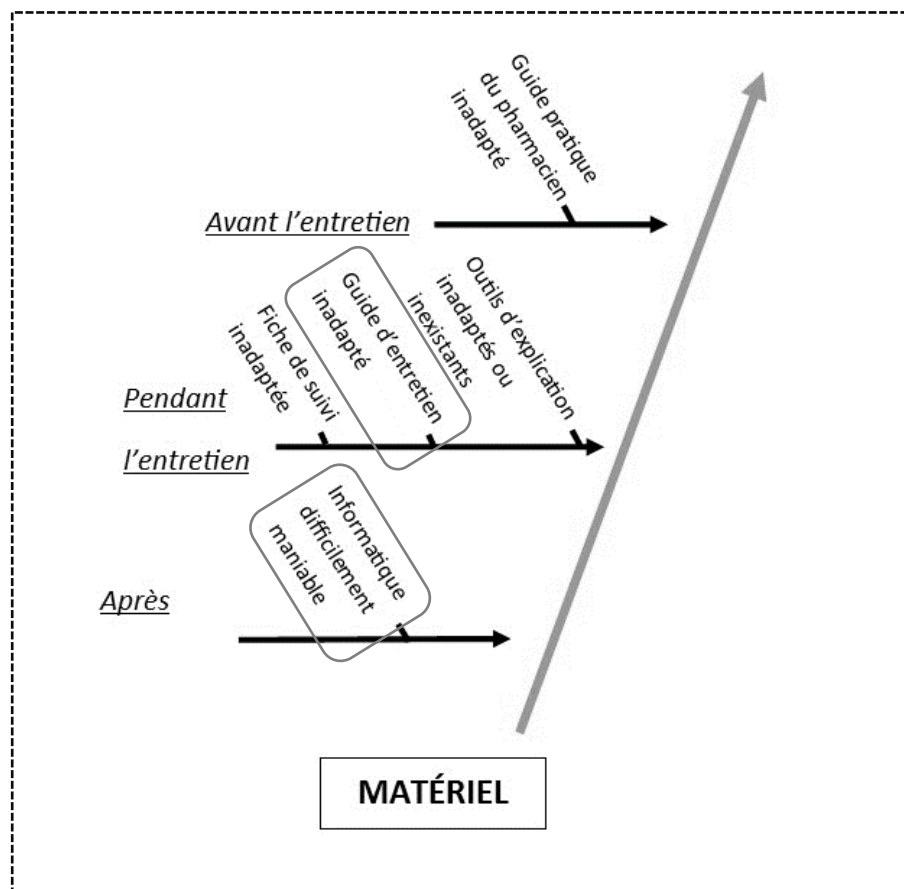 Guide pratique
du pharmacien
inadapté
Avant l'entretien
Fiche de suivi
inadaptée
Guide d'entretien
inadapté
Outils d'explication
inadaptés ou
inexistants
Pendant
l'entretien
Informatique
difficilement
maniable
Après
MATÉRIEL